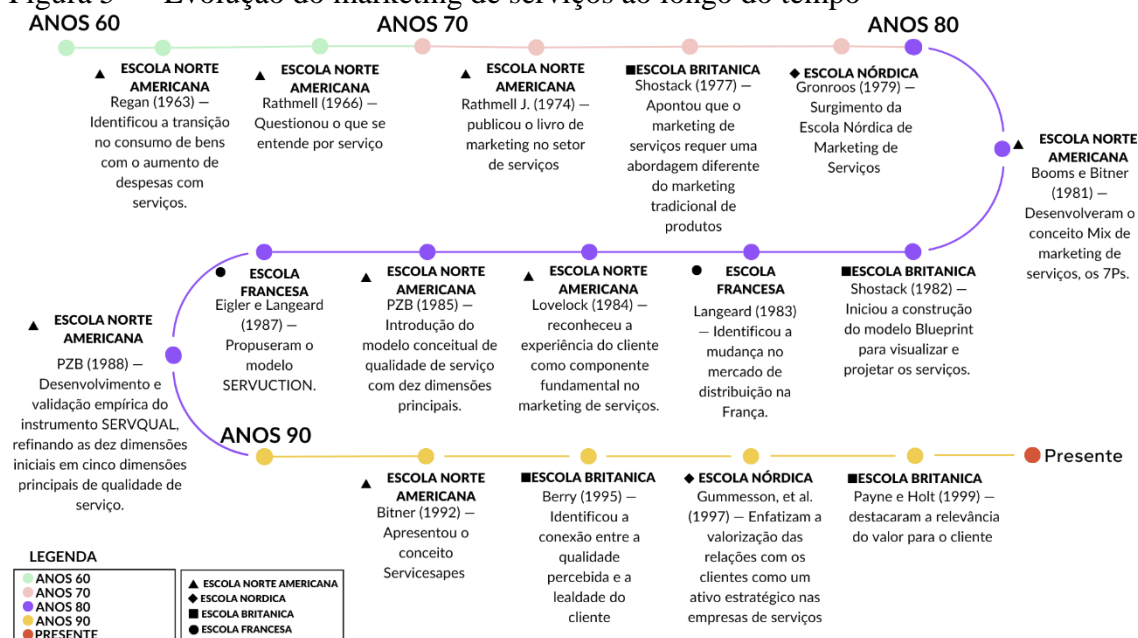 Figura 3 — Evolução do marketing de serviços ao longo do tempo
ANOS 60
ANOS 70
ANOS 80
▲ ESCOLA NORTE
AMERICANA
Regan (1963) —
Identificou a transição
no consumo de bens
com o aumento de
despesas com
serviços.
▲ ESCOLA NORTE
AMERICANA
Rathmell (1966) —
Questionou o que se
entende por serviço
▲ ESCOLA NORTE
AMERICANA
Rathmell J. (1974) —
publicou o livro de
marketing no setor
de serviços
■ESCOLA BRITANICA
Shostack (1977) —
Apontou que o
marketing de
serviços requer uma
abordagem diferente
do marketing
tradicional de
produtos
◆ ESCOLA NÓRDICA
Gronroos (1979) —
Surgimento da
Escola Nórdica de
Marketing de
Serviços
▲ ESCOLA NORTE
AMERICANA
Booms e Bitner
(1981) —
Desenvolveram o
conceito Mix de
marketing de
serviços, os 7Ps.
■ESCOLA BRITANICA
Shostack (1982) —
Iniciou a construção
do modelo Blueprint
para visualizar e
projetar os serviços.
● ESCOLA
FRANCESA
Langeard (1983)
— Identificou a
mudança no
mercado de
distribuição na
França.
▲ ESCOLA NORTE
AMERICANA
Lovelock (1984) —
reconheceu a
experiência do cliente
como componente
fundamental no
marketing de serviços.
▲ ESCOLA NORTE
AMERICANA
PZB (1985) —
Introdução do
modelo conceitual de
qualidade de serviço
com dez dimensões
principais.
● ESCOLA
FRANCESA
Eigler e Langeard
(1987) —
Propuseram o
modelo
SERVUCTION.
▲ ESCOLA NORTE
AMERICANA
PZB (1988) —
Desenvolvimento e
validação empírica do
instrumento SERVQUAL,
refinando as dez dimensões
iniciais em cinco dimensões
principais de qualidade de
serviço.
ANOS 90
▲ ESCOLA NORTE
AMERICANA
Bitner (1992) —
Apresentou o
conceito
Servicesapes
■ESCOLA BRITANICA
Berry (1995) —
Identificou a
conexão entre a
qualidade
percebida e a
lealdade do
cliente
◆ ESCOLA NÓRDICA
Gummesson, et al.
(1997) — Enfatizam a
valorização das
relações com os
clientes como um
ativo estratégico nas
empresas de serviços
■ESCOLA BRITANICA
Payne e Holt (1999) —
destacaram a relevância
do valor para o cliente
Presente
LEGENDA
ANOS 60
ANOS 70
ANOS 80
ANOS 90
PRESENTE
▲ ESCOLA NORTE AMERICANA
◆ ESCOLA NORDICA
■ ESCOLA BRITANICA
● ESCOLA FRANCESA